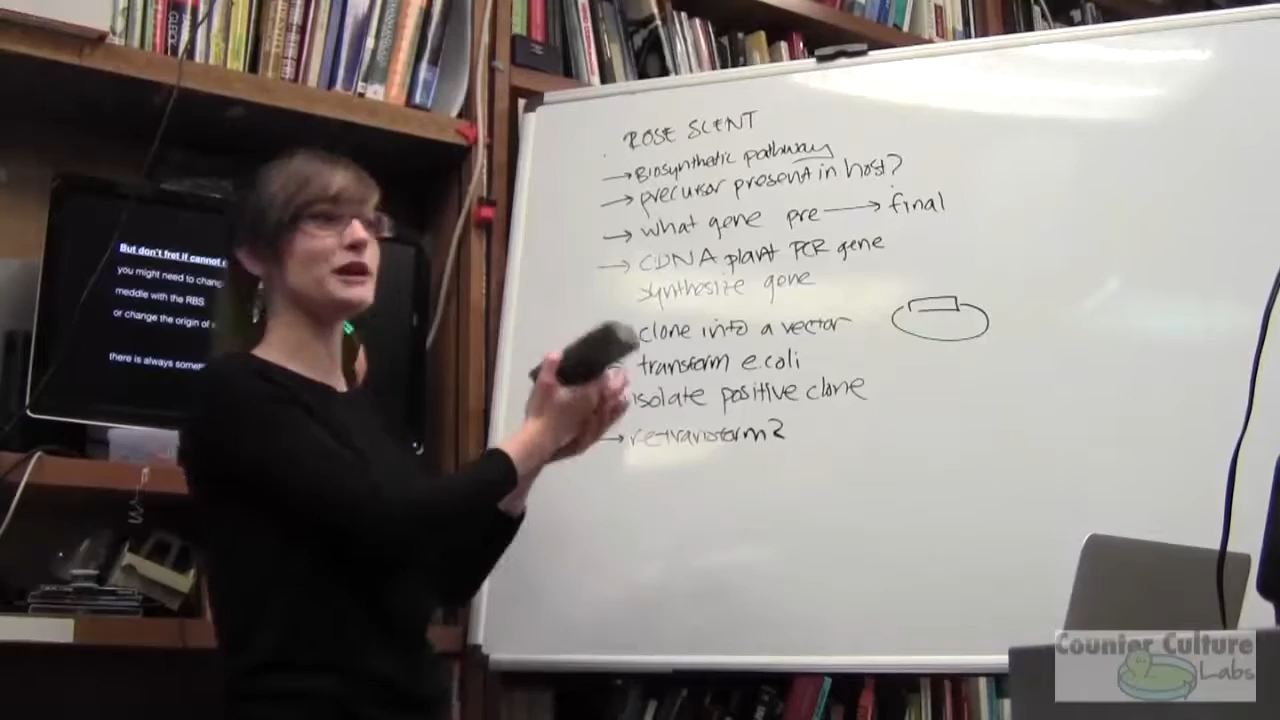 ROSE SCENT
→ Biosynthetic pathway
→ precursor present in host?
→ what gene pre → final
→ CDNA plant PCR gene
synthesize gene
clone into a vector
transform e.coli
isolate positive clone
→ retransform?
But don't fret if cannot
you might need to chang
meddle with the RBS
or change the origin of
there is always some
Counter Culture
Labs